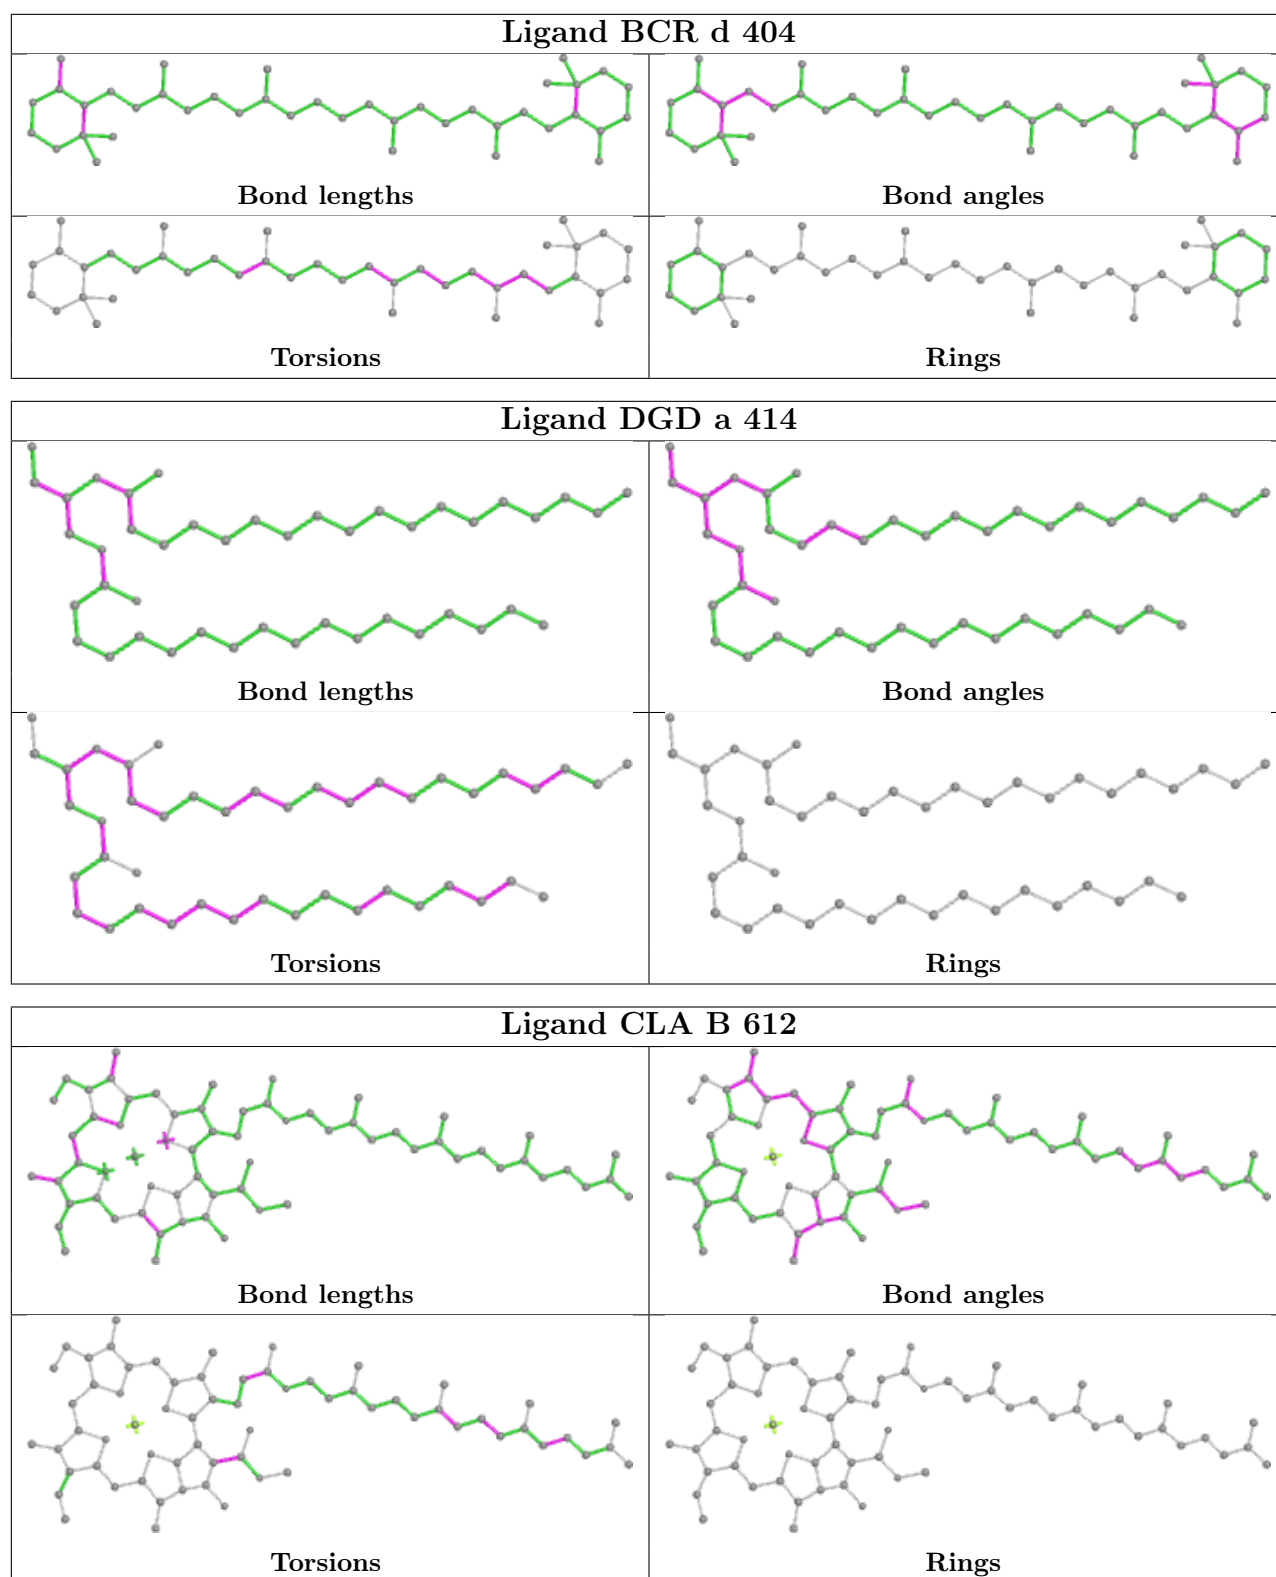 Ligand BCR d 404
Bond lengths
Bond angles
Torsions
Rings
Ligand DGD a 414
Bond lengths
Bond angles
Torsions
Rings
Ligand CLA B 612
Bond lengths
Bond angles
Torsions
Rings